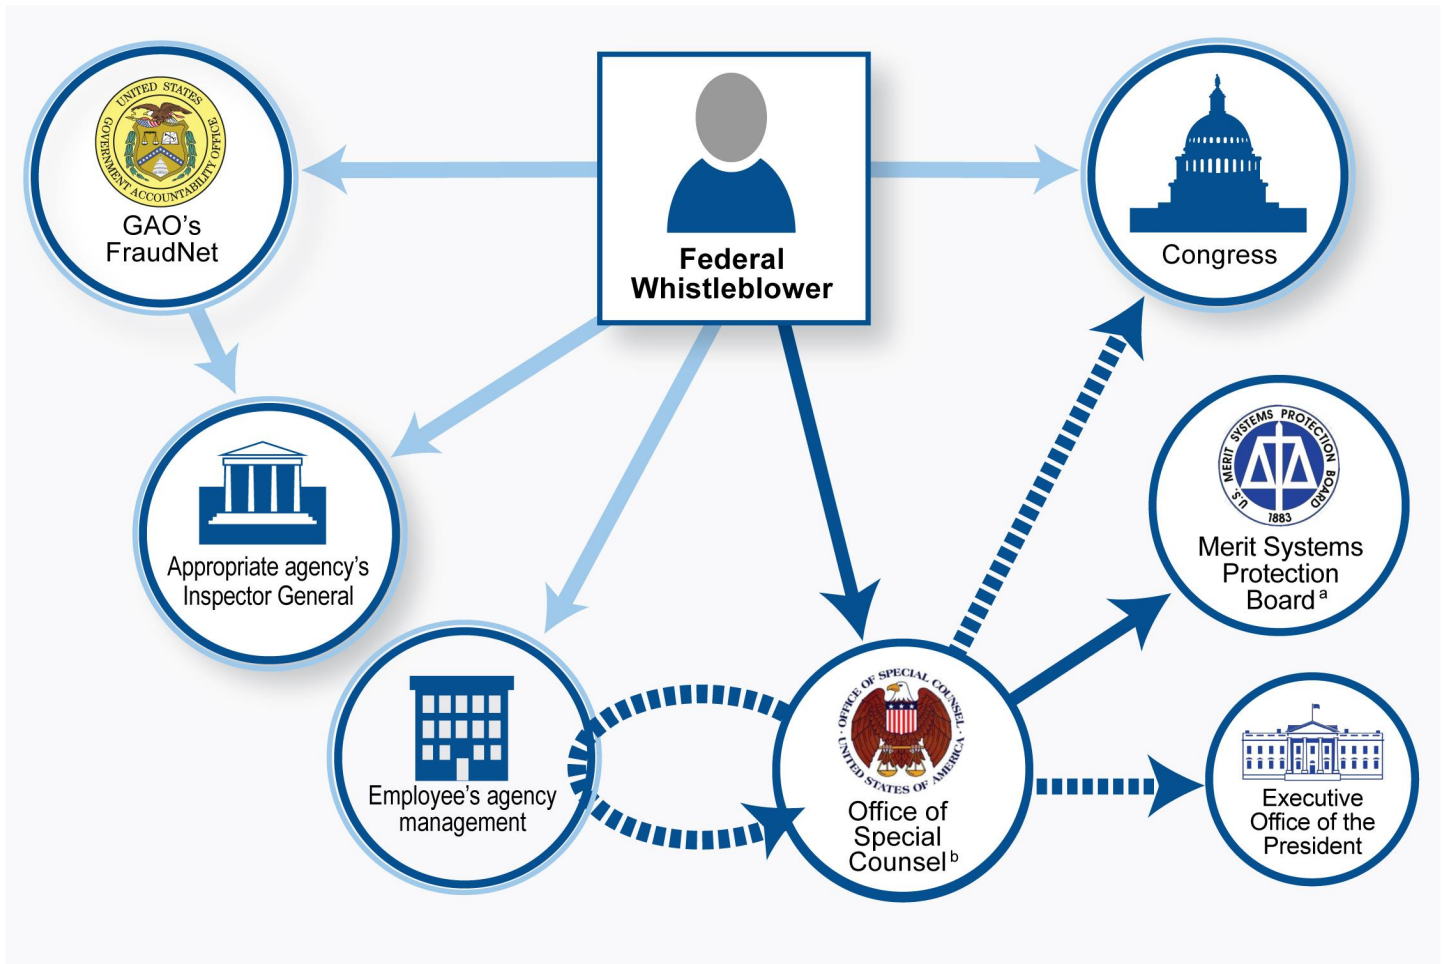 UNITED STATES
GOVERNMENT ACCOUNTABILITY OFFICE
GAO's
FraudNet
Federal
Whistleblower
Congress
Appropriate agency's
Inspector General
U.S. MERIT SYSTEMS PROTECTION BOARD
1883
Merit Systems
Protection
Board a
Employee's agency
management
OFFICE OF SPECIAL COUNSEL
UNITED STATES OF AMERICA
Office of
Special
Counsel b
Executive
Office of the
President